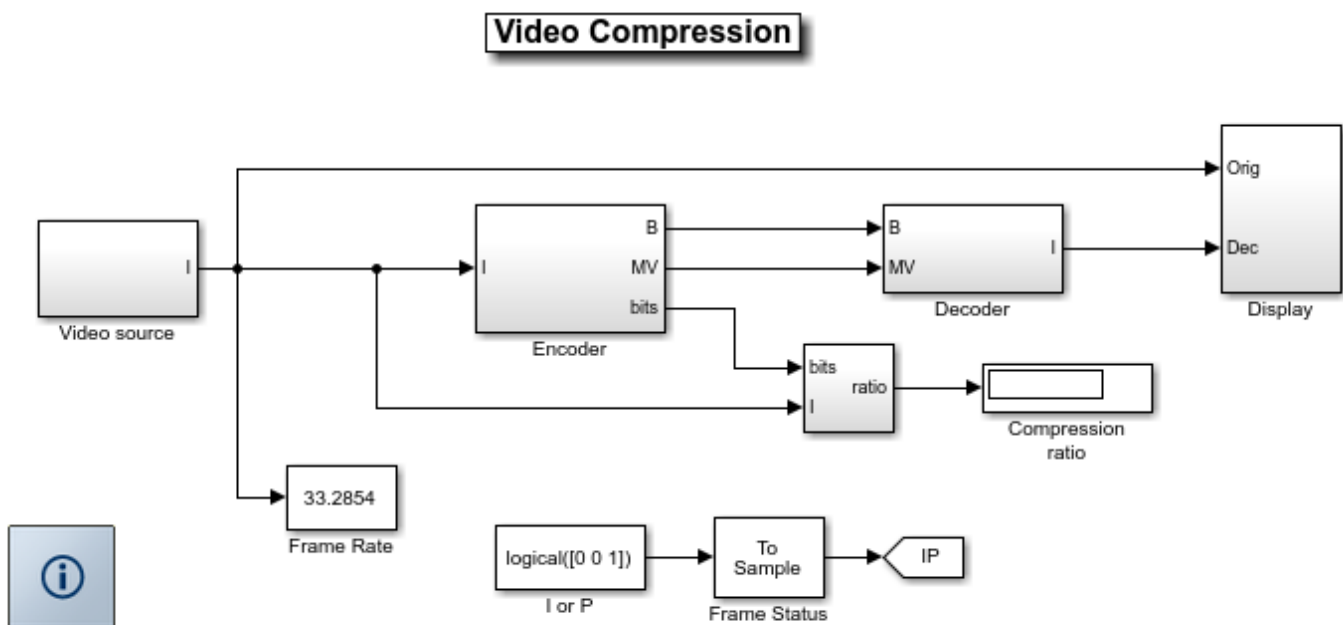 Video Compression
Orig
Dec
Display
I
Video source
I
B
MV
bits
Encoder
B
MV
I
Decoder
bits
I
ratio
Compression
ratio
33.2854
Frame Rate
logical([0 0 1])
I or P
To
Sample
Frame Status
IP
i